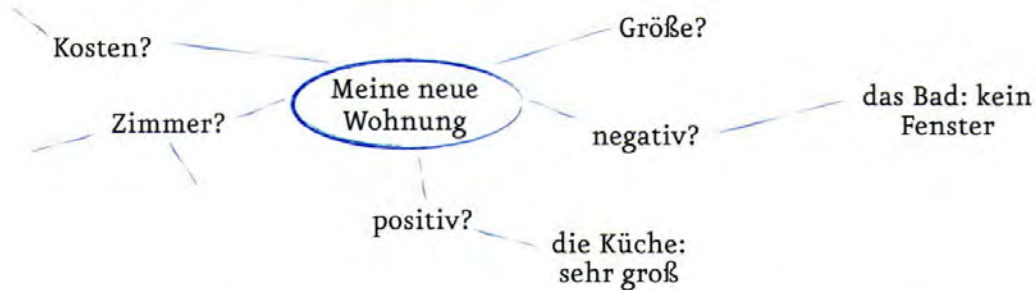 Kosten?
Größe?
Meine neue
Wohnung
Zimmer?
negativ?
das Bad: kein
Fenster
positiv?
die Küche:
sehr groß